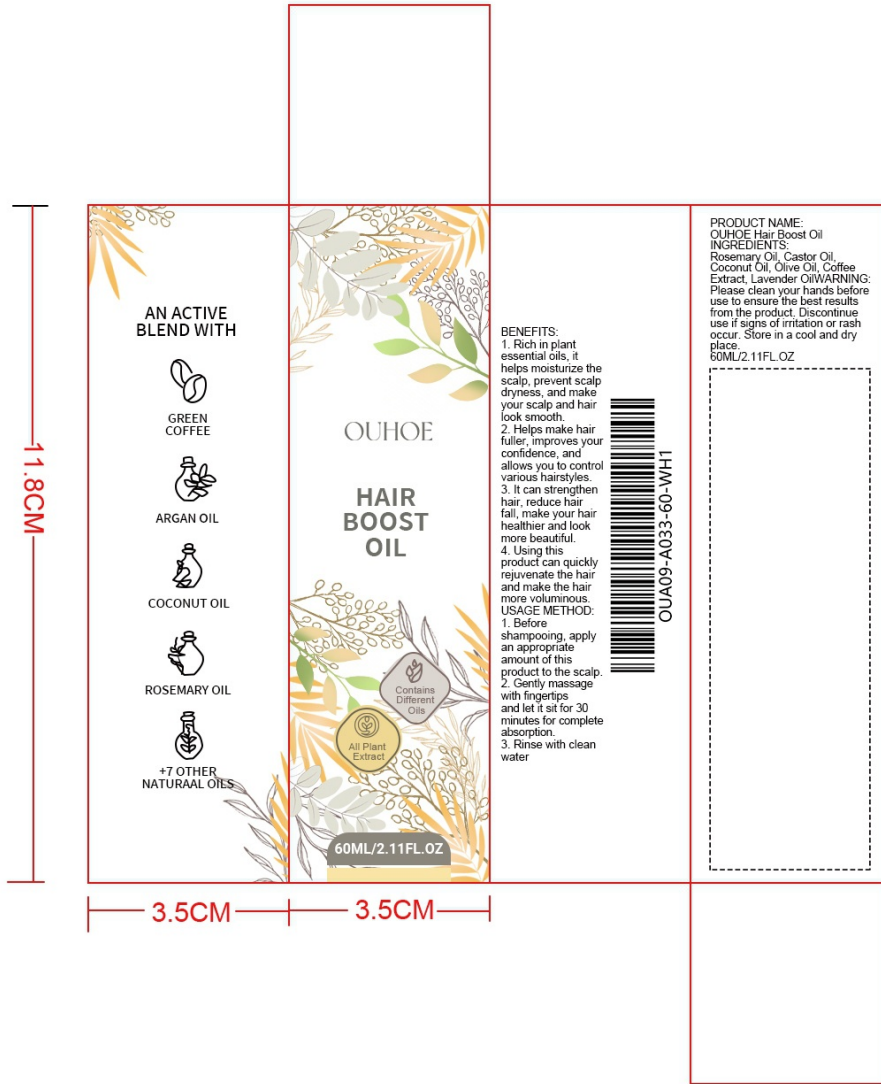 11.8CM
AN ACTIVE
BLEND WITH
GREEN
COFFEE
ARGAN OIL
COCONUT OIL
ROSEMARY OIL
+7 OTHER
NATURAAL OILS
3.5CM
OUHOE
HAIR
BOOST
OIL
Contains
Different
Oils
All Plant
Extract
60ML/2.11FL.OZ
3.5CM
BENEFITS:
1. Rich in plant
essential oils, it
helps moisturize the
scalp, prevent scalp
dryness, and make
your scalp and hair
look smooth.
2. Helps make hair
fuller, improves your
confidence, and
allows you to control
various hairstyles.
3. It can strengthen
hair, reduce hair
fall, make your hair
healthier and look
more beautiful.
4. Using this
product can quickly
rejuvenate the hair
and make the hair
more voluminous.
USAGE METHOD:
1. Before
shampooing, apply
an appropriate
amount of this
product to the scalp.
2. Gently massage
with fingertips
and let it sit for 30
minutes for complete
absorption.
3. Rinse with clean
water
OUA09-A033-60-WH1
PRODUCT NAME:
OUHOE Hair Boost Oil
INGREDIENTS:
Rosemary Oil, Castor Oil,
Coconut Oil, Olive Oil, Coffee
Extract, Lavender OilWARNING:
Please clean your hands before
use to ensure the best results
from the product. Discontinue
use if signs of irritation or rash
occur. Store in a cool and dry
place.
60ML/2.11FL.OZ